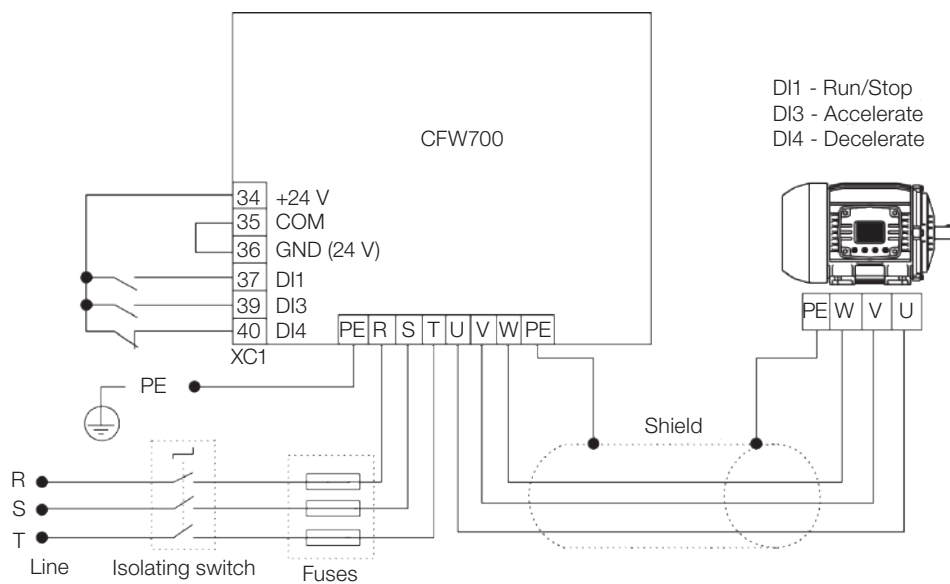 DI1 - Run/Stop
DI3 - Accelerate
DI4 - Decelerate
CFW700
34 +24 V
35 COM
36 GND (24 V)
37 DI1
39 DI3
40 DI4
XC1
PE R S T U V W PE
PE W V U
PE
Shield
R
S
T
Line
Isolating switch
Fuses